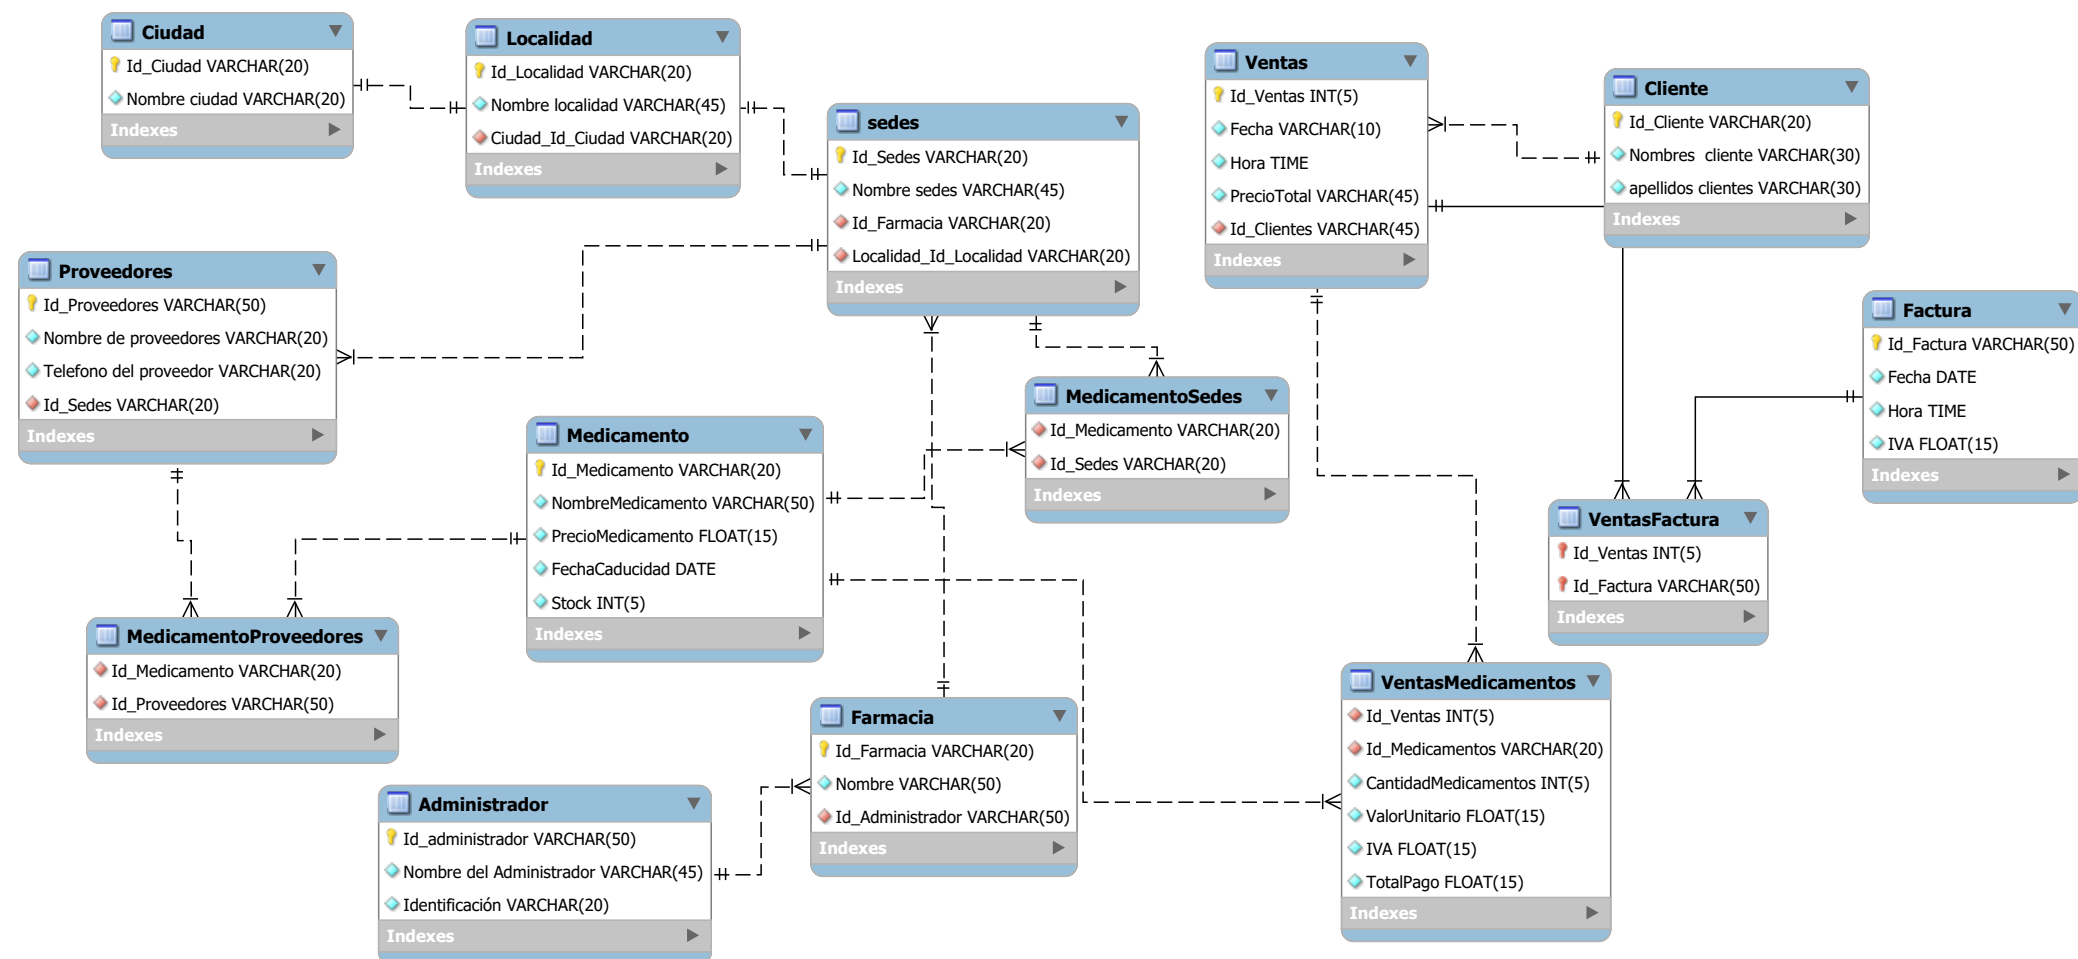 Ciudad
Id_Ciudad VARCHAR(20)
Nombre ciudad VARCHAR(20)
Indexes
Localidad
Id_Localidad VARCHAR(20)
Nombre localidad VARCHAR(45)
Ciudad_Id_Ciudad VARCHAR(20)
Indexes
sedes
Id_Sedes VARCHAR(20)
Nombre sedes VARCHAR(45)
Id_Farmacia VARCHAR(20)
Localidad_Id_Localidad VARCHAR(20)
Indexes
Ventas
Id_Ventas INT(5)
Fecha VARCHAR(10)
Hora TIME
PrecioTotal VARCHAR(45)
Id_Clientes VARCHAR(45)
Indexes
Cliente
Id_Cliente VARCHAR(20)
Nombres  cliente VARCHAR(30)
apellidos clientes VARCHAR(30)
Indexes
Proveedores
Id_Proveedores VARCHAR(50)
Nombre de proveedores VARCHAR(20)
Telefono del proveedor VARCHAR(20)
Id_Sedes VARCHAR(20)
Indexes
Factura
Id_Factura VARCHAR(50)
Fecha DATE
Hora TIME
IVA FLOAT(15)
Indexes
MedicamentoSedes
Id_Medicamento VARCHAR(20)
Id_Sedes VARCHAR(20)
Indexes
Medicamento
Id_Medicamento VARCHAR(20)
NombreMedicamento VARCHAR(50)
PrecioMedicamento FLOAT(15)
FechaCaducidad DATE
Stock INT(5)
Indexes
VentasFactura
Id_Ventas INT(5)
Id_Factura VARCHAR(50)
Indexes
MedicamentoProveedores
Id_Medicamento VARCHAR(20)
Id_Proveedores VARCHAR(50)
Indexes
VentasMedicamentos
Id_Ventas INT(5)
Id_Medicamentos VARCHAR(20)
CantidadMedicamentos INT(5)
ValorUnitario FLOAT(15)
IVA FLOAT(15)
TotalPago FLOAT(15)
Indexes
Farmacia
Id_Farmacia VARCHAR(20)
Nombre VARCHAR(50)
Id_Administrador VARCHAR(50)
Indexes
Administrador
Id_administrador VARCHAR(50)
Nombre del Administrador VARCHAR(45)
Identificación VARCHAR(20)
Indexes